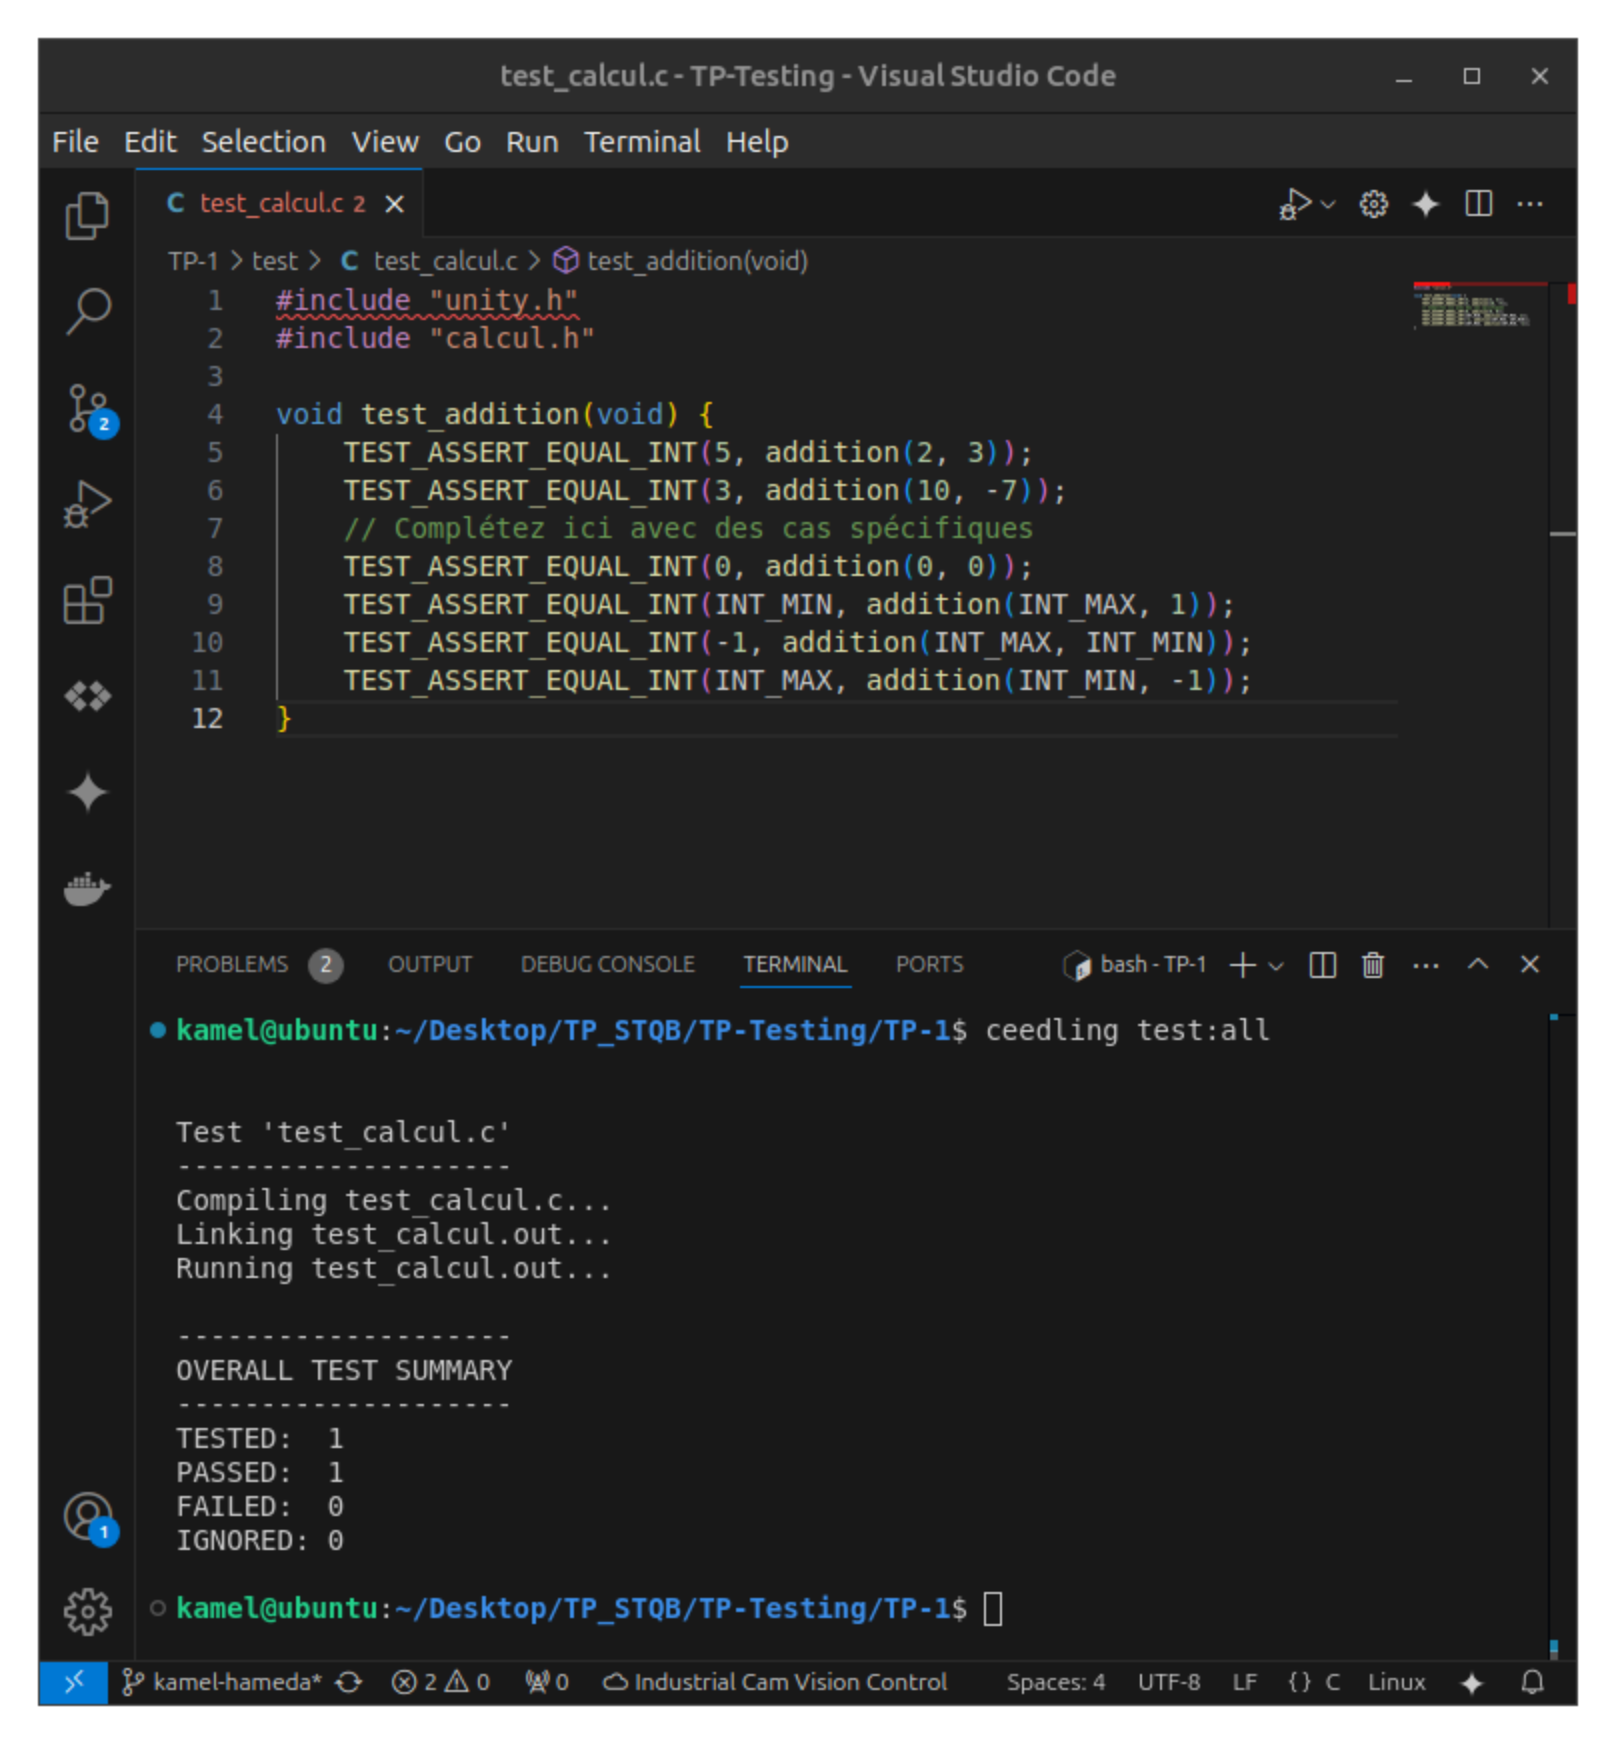 test_calcul.c - TP-Testing - Visual Studio Code
File Edit Selection View Go Run Terminal Help
C test_calcul.c 2
TP-1 > test > C test_calcul.c > test_addition(void)
1 #include "unity.h"
2 #include "calcul.h"
3
4 void test_addition(void) {
5 TEST_ASSERT_EQUAL_INT(5, addition(2, 3));
6 TEST_ASSERT_EQUAL_INT(3, addition(10, -7));
7 // Complétez ici avec des cas spécifiques
8 TEST_ASSERT_EQUAL_INT(0, addition(0, 0));
9 TEST_ASSERT_EQUAL_INT(INT_MIN, addition(INT_MAX, 1));
10 TEST_ASSERT_EQUAL_INT(-1, addition(INT_MAX, INT_MIN));
11 TEST_ASSERT_EQUAL_INT(INT_MAX, addition(INT_MIN, -1));
12 }
2
PROBLEMS 2 OUTPUT DEBUG CONSOLE TERMINAL PORTS bash - TP-1
kamel@ubuntu:~/Desktop/TP_STQB/TP-Testing/TP-1$ ceedling test:all
Test 'test_calcul.c'
--------------------
Compiling test_calcul.c...
Linking test_calcul.out...
Running test_calcul.out...
--------------------
OVERALL TEST SUMMARY
--------------------
TESTED: 1
PASSED: 1
FAILED: 0
IGNORED: 0
1
kamel@ubuntu:~/Desktop/TP_STQB/TP-Testing/TP-1$
kamel-hameda* 2 0 0 Industrial Cam Vision Control Spaces: 4 UTF-8 LF {} C Linux